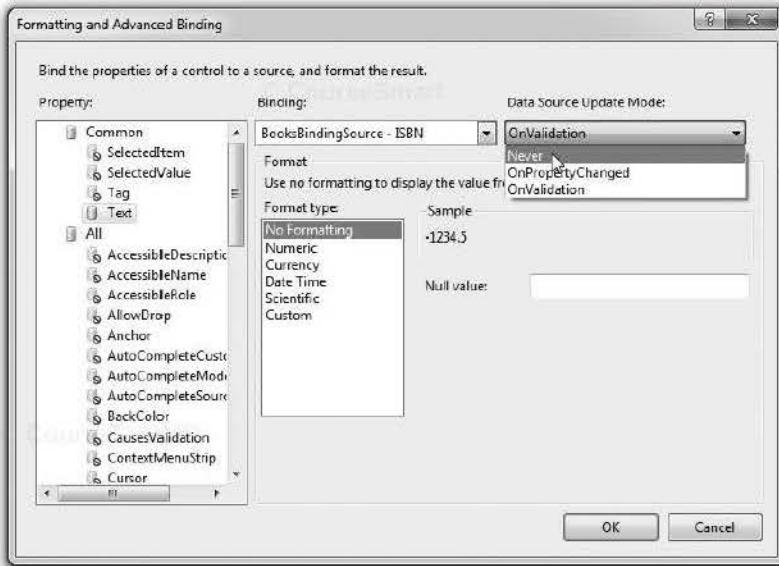 Formatting and Advanced Binding
Bind the properties of a control to a source, and format the result.
Property:
Binding:
Data Source Update Mode:
Common
SelectedItem
SelectedValue
Tag
Text
All
AccessibleDescriptic
AccessibleName
AccessibleRole
AllowDrop
Anchor
AutoCompleteCusto
AutoCompleteMode
AutoCompleteSourc
BackColor
CausesValidation
ContextMenuStrip
Cursor
BooksBindingSource - ISBN
OnValidation
Never
OnPropertyChanged
OnValidation
Format
Use no formatting to display the value fr
Format type:
No Formatting
Numeric
Currency
Date Time
Scientific
Custom
Sample
-1234.5
Null value:
OK
Cancel
© CourseSmart